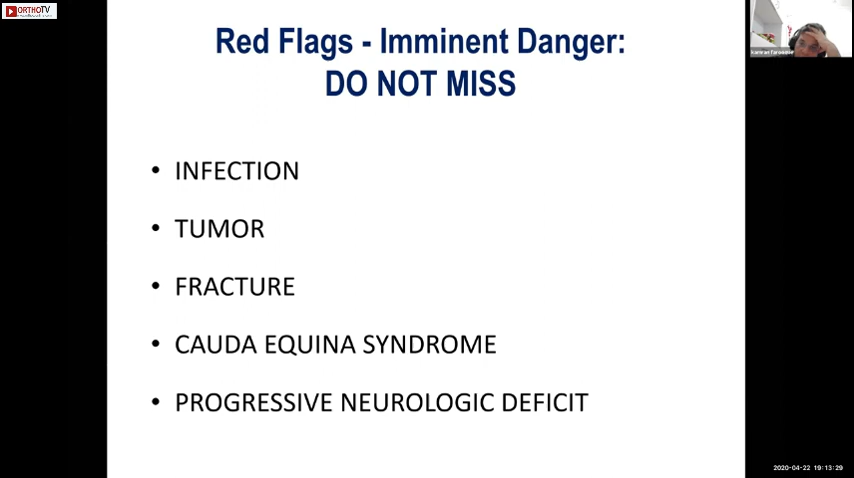 ORTHOTV
Red Flags - Imminent Danger:
DO NOT MISS
• INFECTION
• TUMOR
• FRACTURE
• CAUDA EQUINA SYNDROME
• PROGRESSIVE NEUROLOGIC DEFICIT
2020-04-22 19:13:29